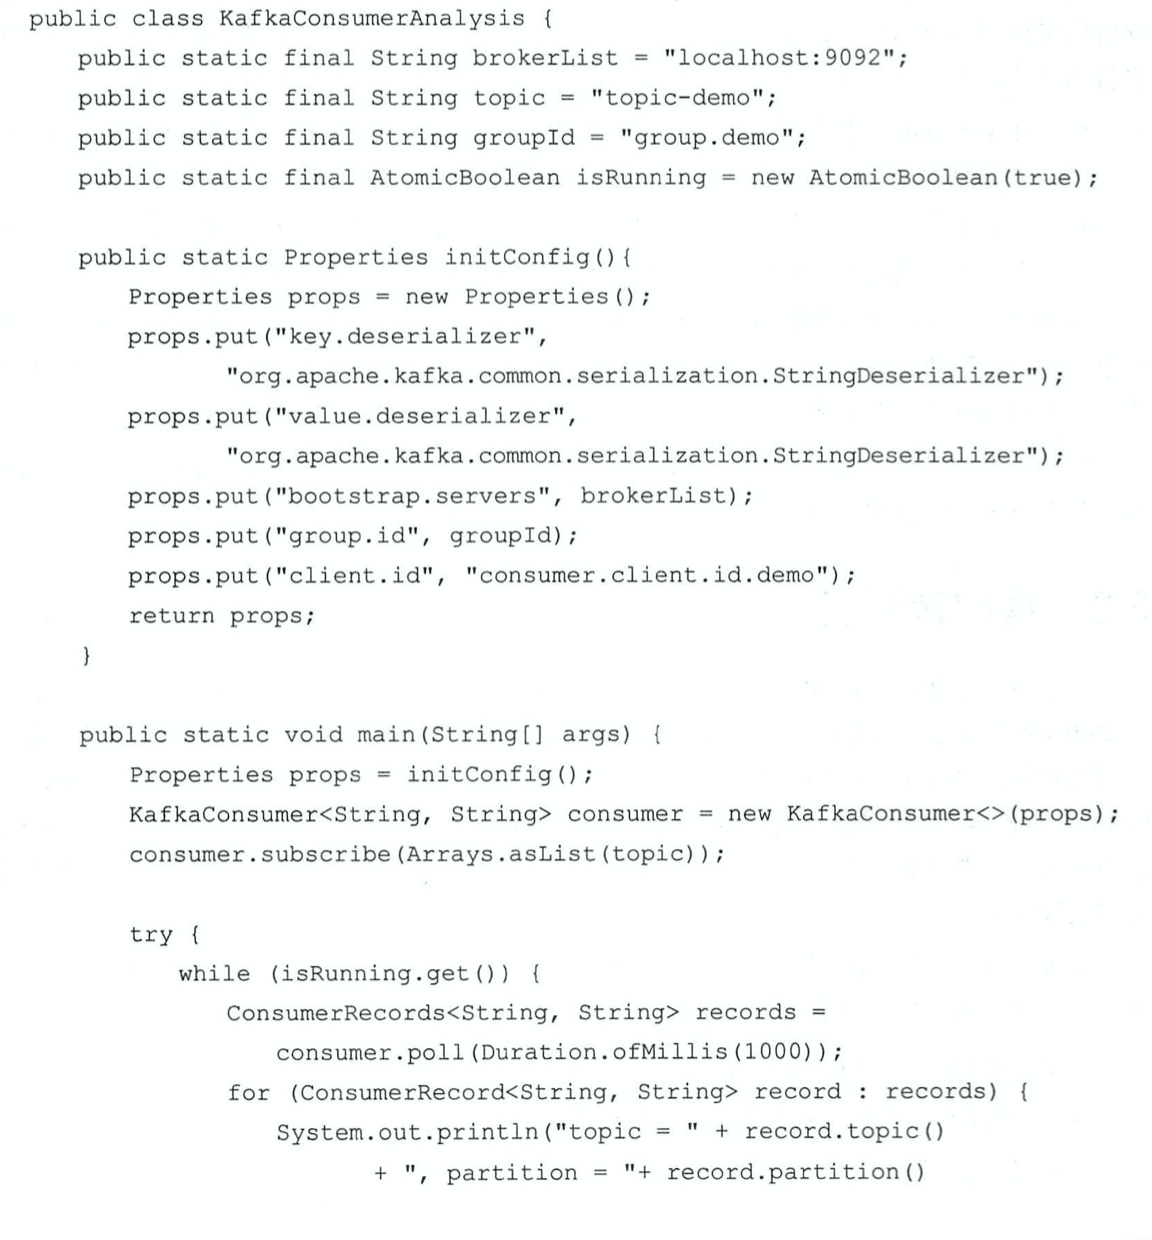 public class KafkaConsumerAnalysis {
    public static final String brokerList = "localhost:9092";
    public static final String topic = "topic-demo";
    public static final String groupId = "group.demo";
    public static final AtomicBoolean isRunning = new AtomicBoolean(true);

    public static Properties initConfig(){
        Properties props = new Properties();
        props.put("key.deserializer",
                "org.apache.kafka.common.serialization.StringDeserializer");
        props.put("value.deserializer",
                "org.apache.kafka.common.serialization.StringDeserializer");
        props.put("bootstrap.servers", brokerList);
        props.put("group.id", groupId);
        props.put("client.id", "consumer.client.id.demo");
        return props;
    }

    public static void main(String[] args) {
        Properties props = initConfig();
        KafkaConsumer<String, String> consumer = new KafkaConsumer<>(props);
        consumer.subscribe(Arrays.asList(topic));

        try {
            while (isRunning.get()) {
                ConsumerRecords<String, String> records =
                    consumer.poll(Duration.ofMillis(1000));
                for (ConsumerRecord<String, String> record : records) {
                    System.out.println("topic = " + record.topic()
                            + ", partition = "+ record.partition()